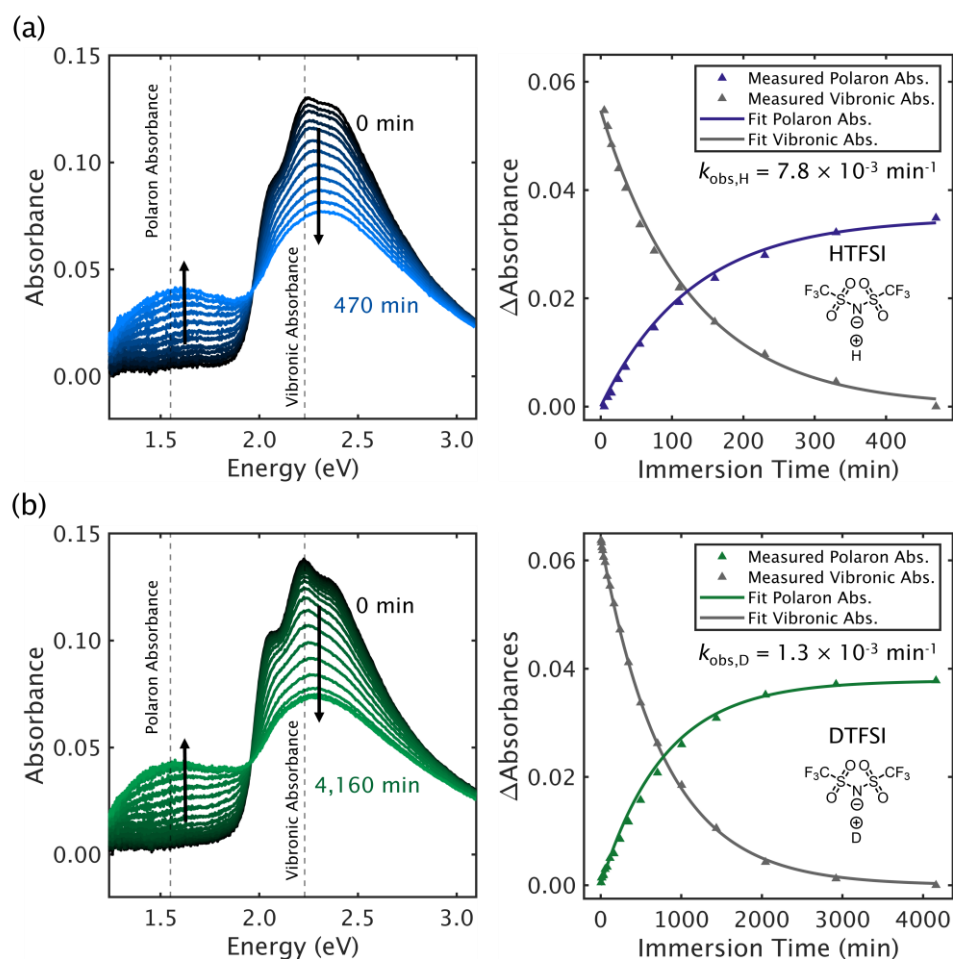 (a)
0.15
0.10
0.05
0.00
Absorbance
Polaron Absorbance
Vibronic Absorbance
0 min
470 min
1.5 2.0 2.5 3.0
Energy (eV)
0.06
0.04
0.02
0.00
ΔAbsorbance
Measured Polaron Abs.
Measured Vibronic Abs.
Fit Polaron Abs.
Fit Vibronic Abs.
kobs,H = 7.8 × 10-3 min-1
HTFSI
O O
F3C S S CF3
O N O
⊖
⊕
H
0 100 200 300 400
Immersion Time (min)
(b)
0.15
0.10
0.05
0.00
Absorbance
Polaron Absorbance
Vibronic Absorbance
0 min
4,160 min
1.5 2.0 2.5 3.0
Energy (eV)
0.06
0.04
0.02
0.00
ΔAbsorbances
Measured Polaron Abs.
Measured Vibronic Abs.
Fit Polaron Abs.
Fit Vibronic Abs.
kobs,D = 1.3 × 10-3 min-1
DTFSI
O O
F3C S S CF3
O N O
⊖
⊕
D
0 1000 2000 3000 4000
Immersion Time (min)